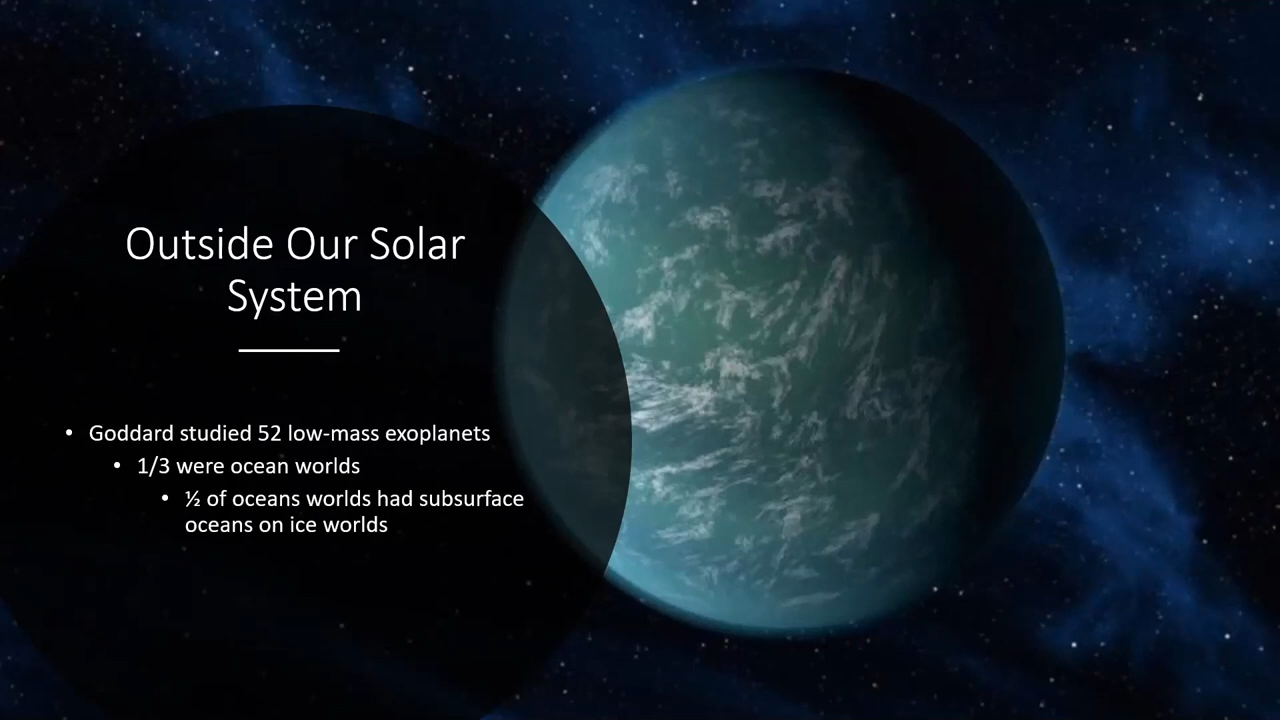 Outside Our Solar
System
• Goddard studied 52 low-mass exoplanets
• 1/3 were ocean worlds
• ½ of oceans worlds had subsurface
oceans on ice worlds